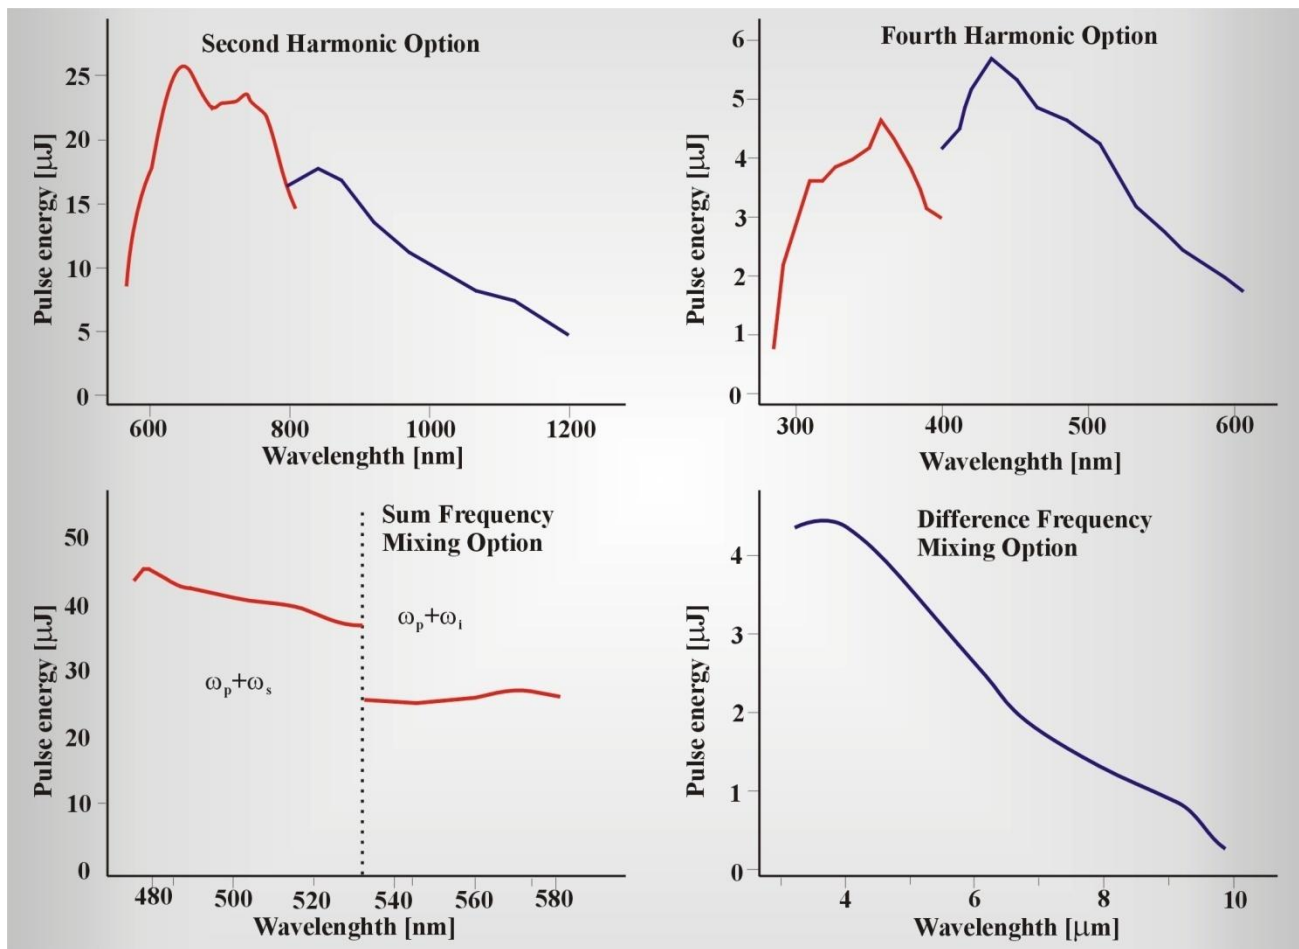 Second Harmonic Option
Pulse energy [μJ]
25
20
15
10
5
0
600 800 1000 1200
Wavelenghth [nm]
Fourth Harmonic Option
Pulse energy [μJ]
6
5
4
3
2
1
0
300 400 500 600
Wavelenghth [nm]
Sum Frequency
Mixing Option
Pulse energy [μJ]
50
40
30
20
10
0
ωp+ωi
ωp+ωs
480 500 520 540 560 580
Wavelenghth [nm]
Difference Frequency
Mixing Option
Pulse energy [μJ]
4
3
2
1
0
4 6 8 10
Wavelenghth [μm]